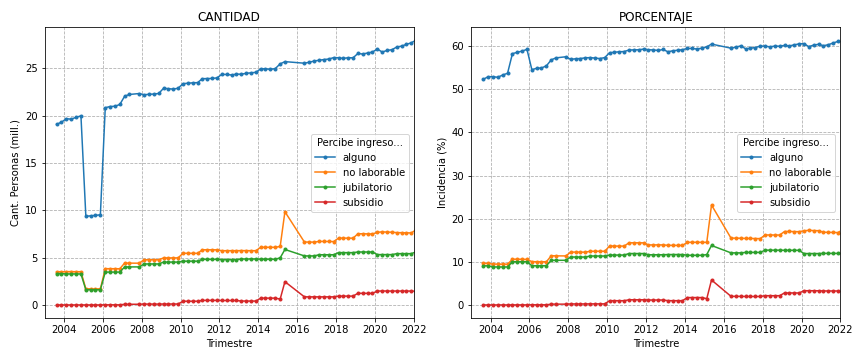 CANTIDAD
Cant. Personas (mill.)
25
20
15
10
5
0
Percibe ingreso...
alguno
no laborable
jubilatorio
subsidio
2004 2006 2008 2010 2012 2014 2016 2018 2020 2022
Trimestre
PORCENTAJE
Incidencia (%)
60
50
40
30
20
10
0
Percibe ingreso...
alguno
no laborable
jubilatorio
subsidio
2004 2006 2008 2010 2012 2014 2016 2018 2020 2022
Trimestre